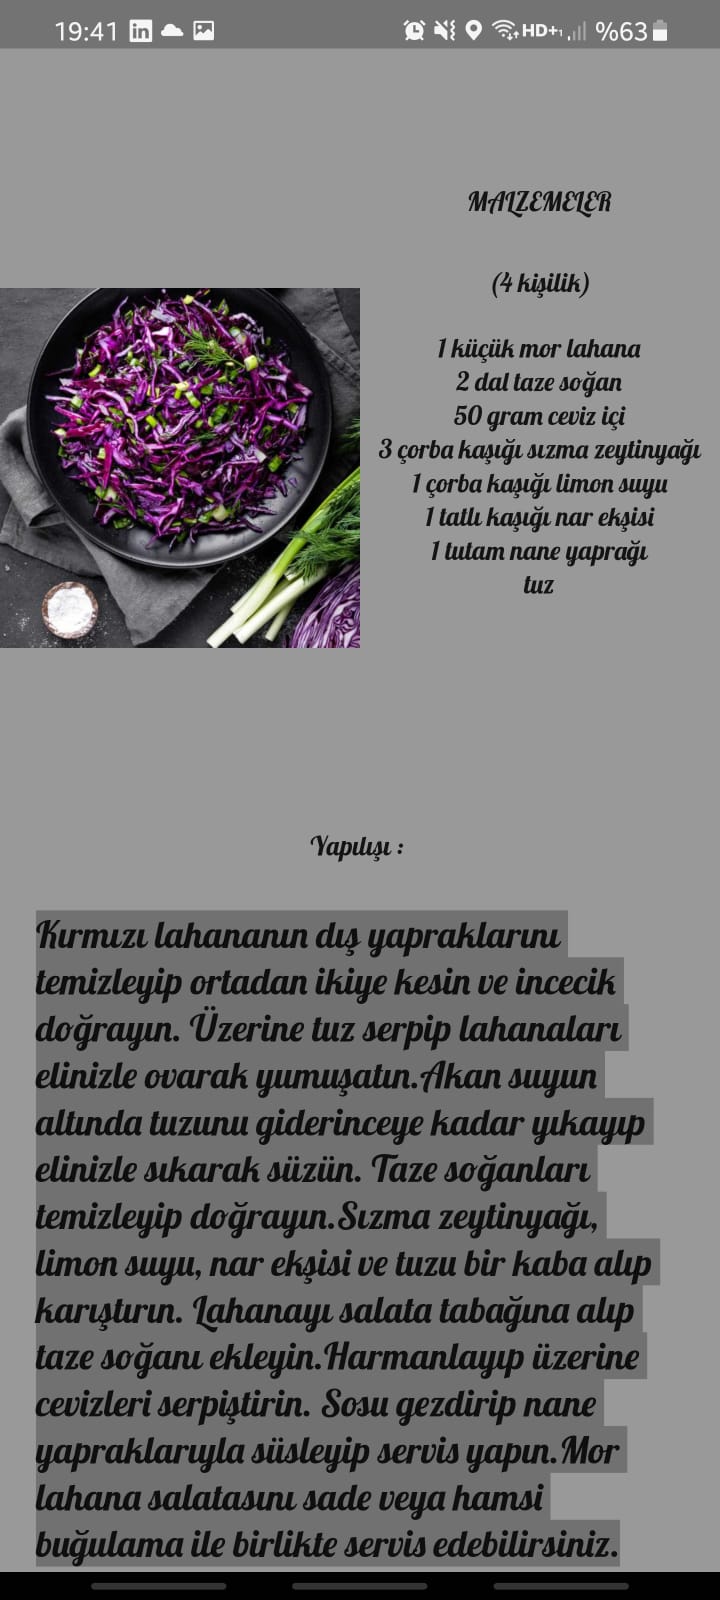 19:41 in HD+ %63
MALZEMELER
(4 kişilik)
1 küçük mor lahana
2 dal taze soğan
50 gram ceviz içi
3 çorba kaşığı sızma zeytinyağı
1 çorba kaşığı limon suyu
1 tatlı kaşığı nar ekşisi
1 tutam nane yaprağı
tuz
Yapılışı :
Kırmızı lahananın dış yapraklarını
temizleyip ortadan ikiye kesin ve incecik
doğrayın. Üzerine tuz serpip lahanaları
elinizle ovarak yumuşatın.Akan suyun
altında tuzunu giderinceye kadar yıkayıp
elinizle sıkarak süzün. Taze soğanları
temizleyip doğrayın.Sızma zeytinyağı,
limon suyu, nar ekşisi ve tuzu bir kaba alıp
karıştırın. Lahanayı salata tabağına alıp
taze soğanı ekleyin.Harmanlayıp üzerine
cevizleri serpiştirin. Sosu gezdirip nane
yapraklarıyla süsleyip servis yapın.Mor
lahana salatasını sade veya hamsi
buğulama ile birlikte servis edebilirsiniz.